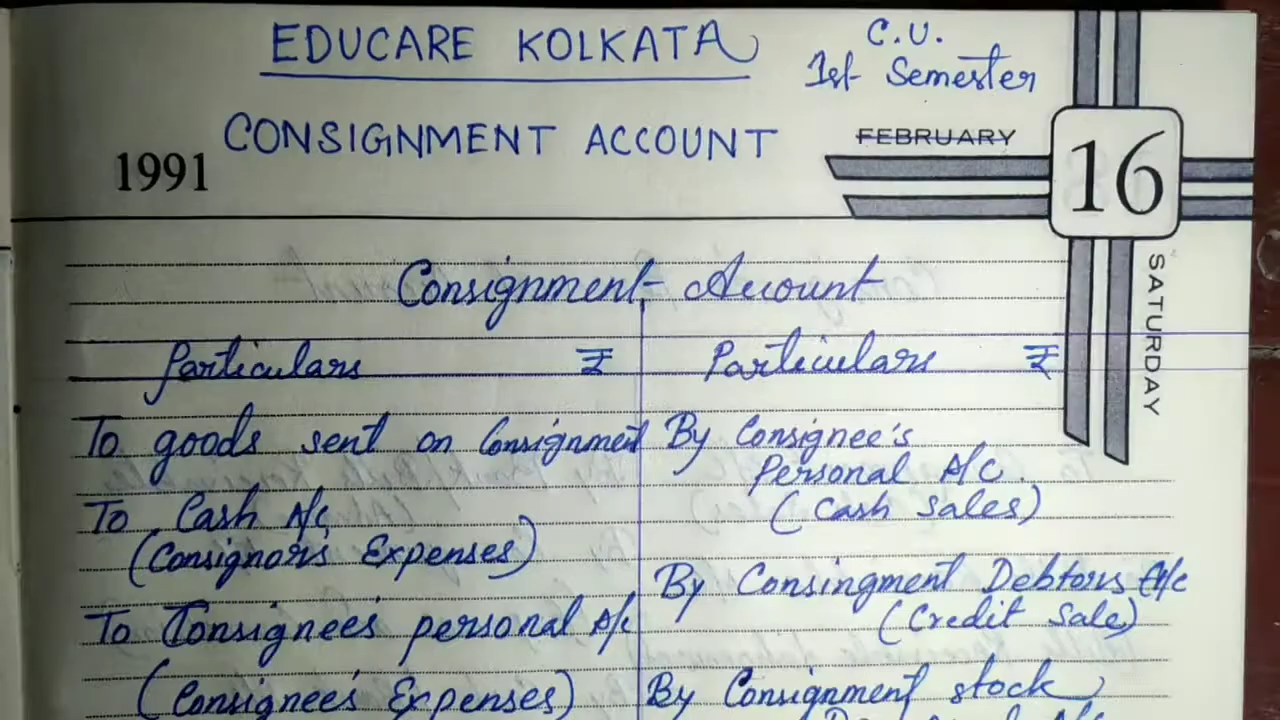 EDUCARE KOLKATA
C.U.
1st Semester
CONSIGNMENT ACCOUNT
FEBRUARY
1991
16
SATURDAY
Consignment Account
Particulars ₹ Particulars ₹
To goods sent on Consignment
By Consignee's
Personal A/C.
(Cash Sales)
To Cash A/c
(Consignor's Expenses)
By Consingment Debtors A/c
(Credit Sale)
To Consignee's personal A/c
(Consignee's Expenses)
By Consignment stock